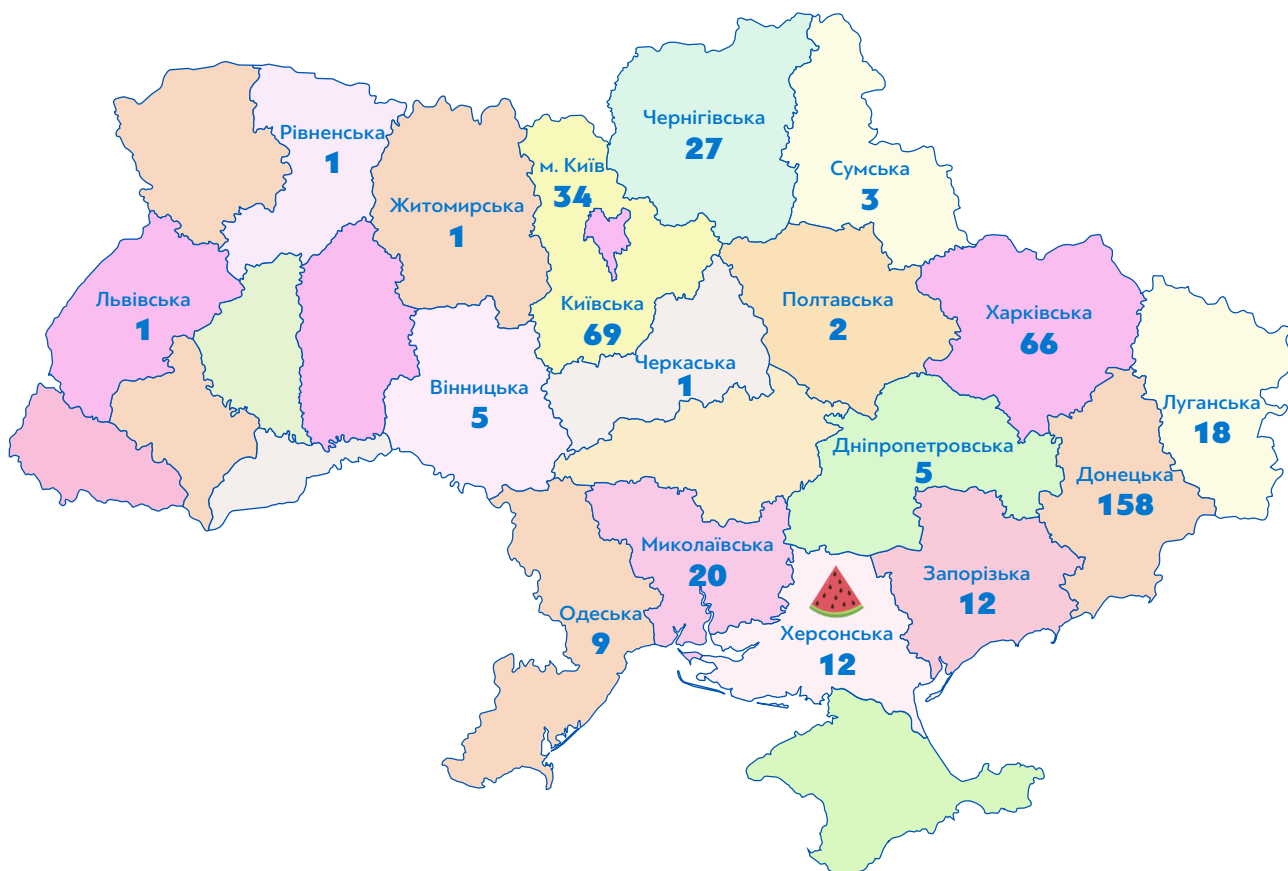 Чернігівська
27
Рівненська
1
м. Київ
34
Сумська
3
Житомирська
1
Львівська
1
Київська
69
Полтавська
2
Харківська
66
Черкаська
1
Вінницька
5
Луганська
18
Дніпропетровська
5
Донецька
158
Миколаївська
20
Запорізька
12
Одеська
9
Херсонська
12